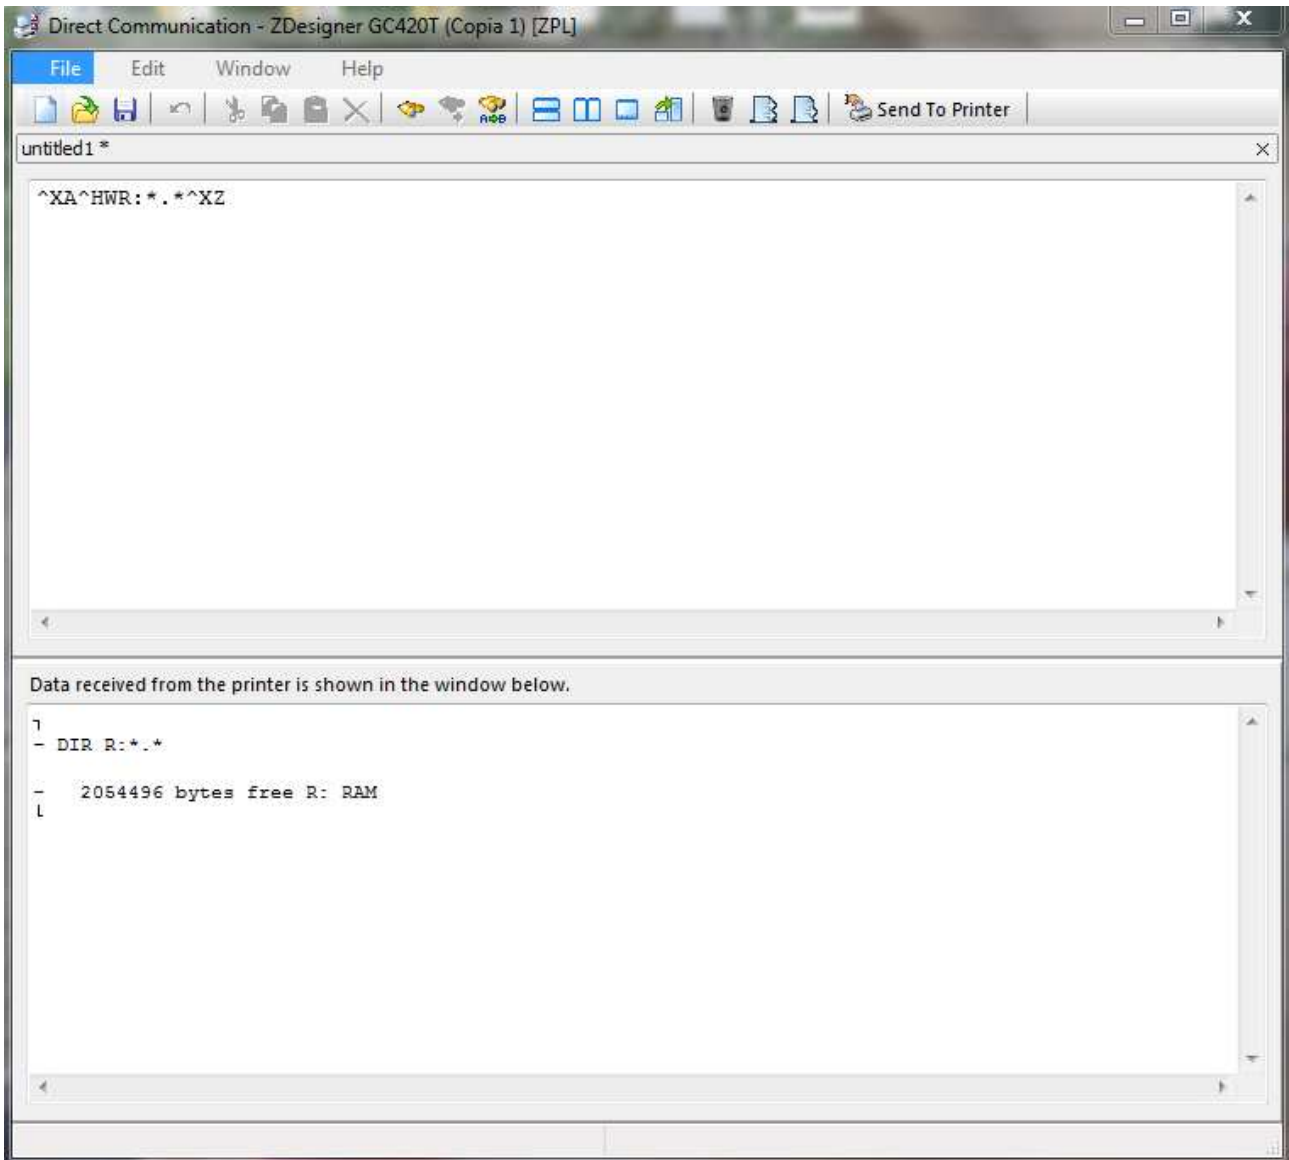 Direct Communication - ZDesigner GC420T (Copia 1) [ZPL]
File Edit Window Help
Send To Printer
untitled1 *
^XA^HWR:*.*^XZ
Data received from the printer is shown in the window below.
- DIR R:*.*
- 2054496 bytes free R: RAM